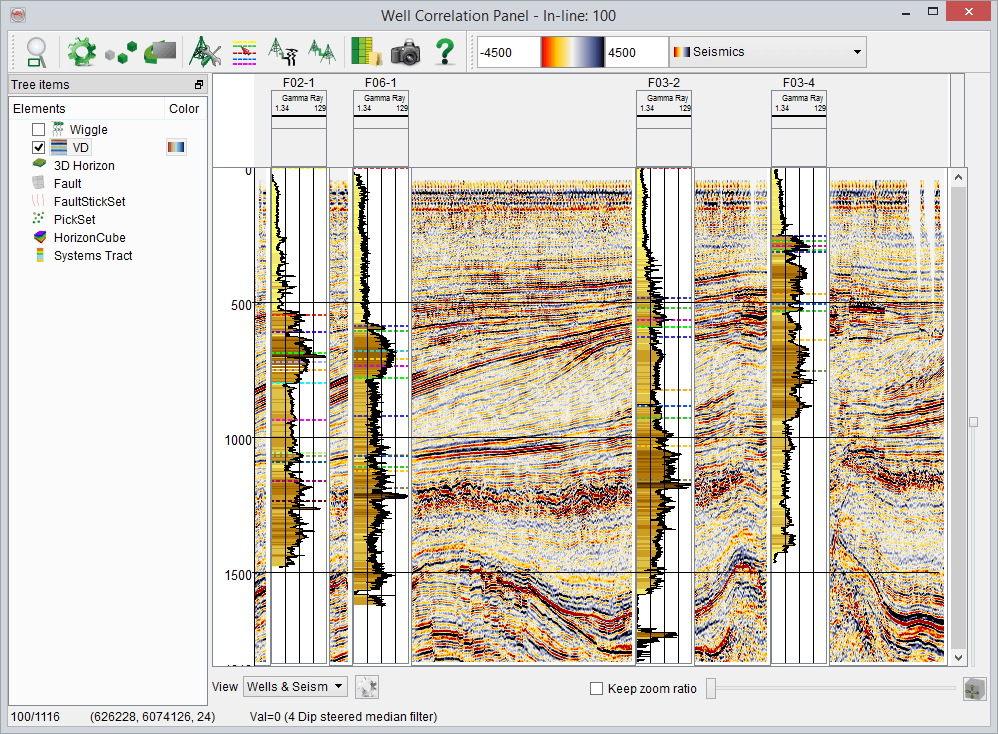 Well Correlation Panel - In-line: 100
-4500
4500
Seismics
Tree items
Elements Color
Wiggle
VD
3D Horizon
Fault
FaultStickSet
PickSet
HorizonCube
Systems Tract
F02-1 F06-1 F03-2 F03-4
Gamma Ray Gamma Ray Gamma Ray Gamma Ray
1.34 129 1.34 129 1.34 129 1.34 129
0
500
1000
1500
View Wells & Seism
Keep zoom ratio
100/1116 (626228, 6074126, 24) Val=0 (4 Dip steered median filter)